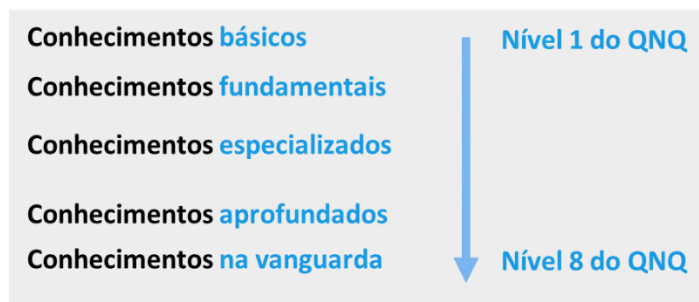 Conhecimentos básicos
Nível 1 do QNQ
Conhecimentos fundamentais
Conhecimentos especializados
Conhecimentos aprofundados
Conhecimentos na vanguarda
Nível 8 do QNQ